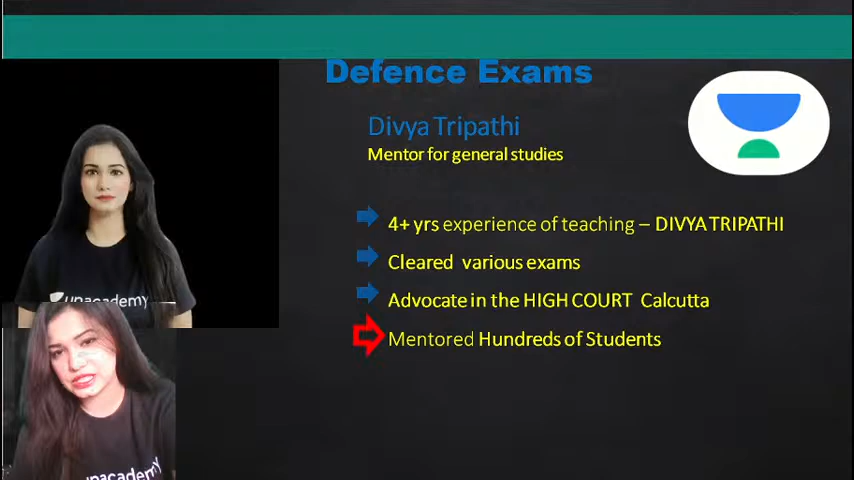 Defence Exams
Divya Tripathi
Mentor for general studies
4+ yrs experience of teaching – DIVYA TRIPATHI
Cleared various exams
Advocate in the HIGH COURT Calcutta
Mentored Hundreds of Students
unacademy
unacademy